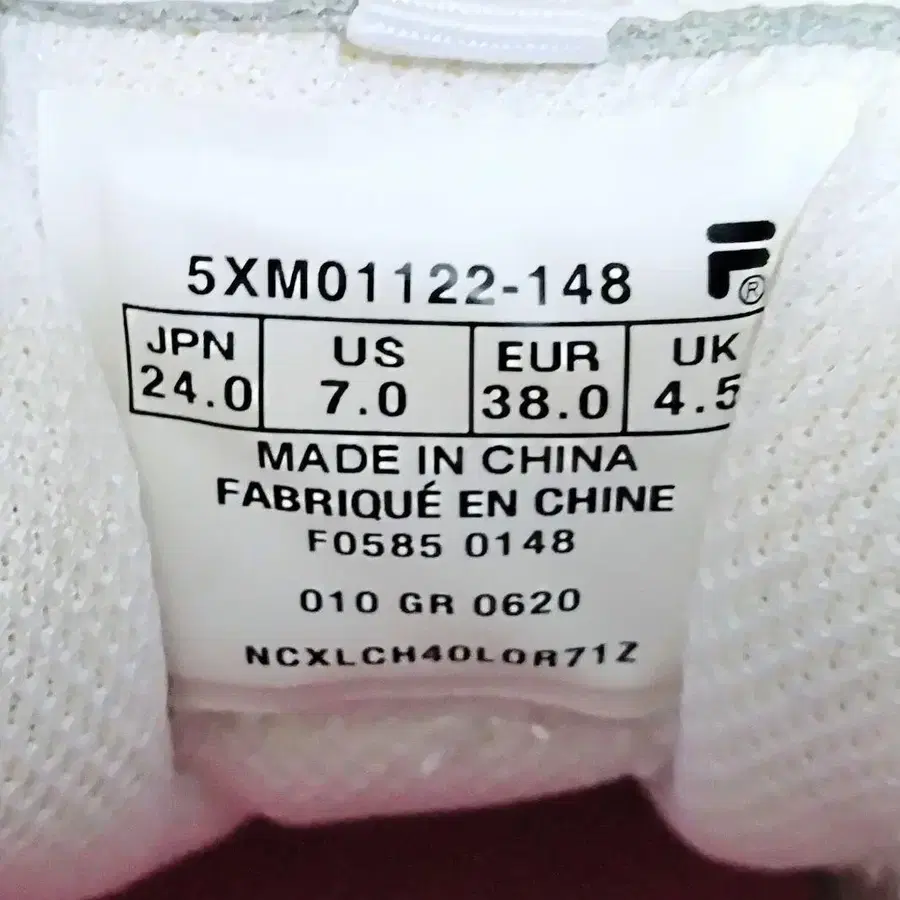 5XM01122-148
F®
JPN US EUR UK
24.0 7.0 38.0 4.5
MADE IN CHINA
FABRIQUÉ EN CHINE
F0585 0148
010 GR 0620
NCXLCH40LOR71Z